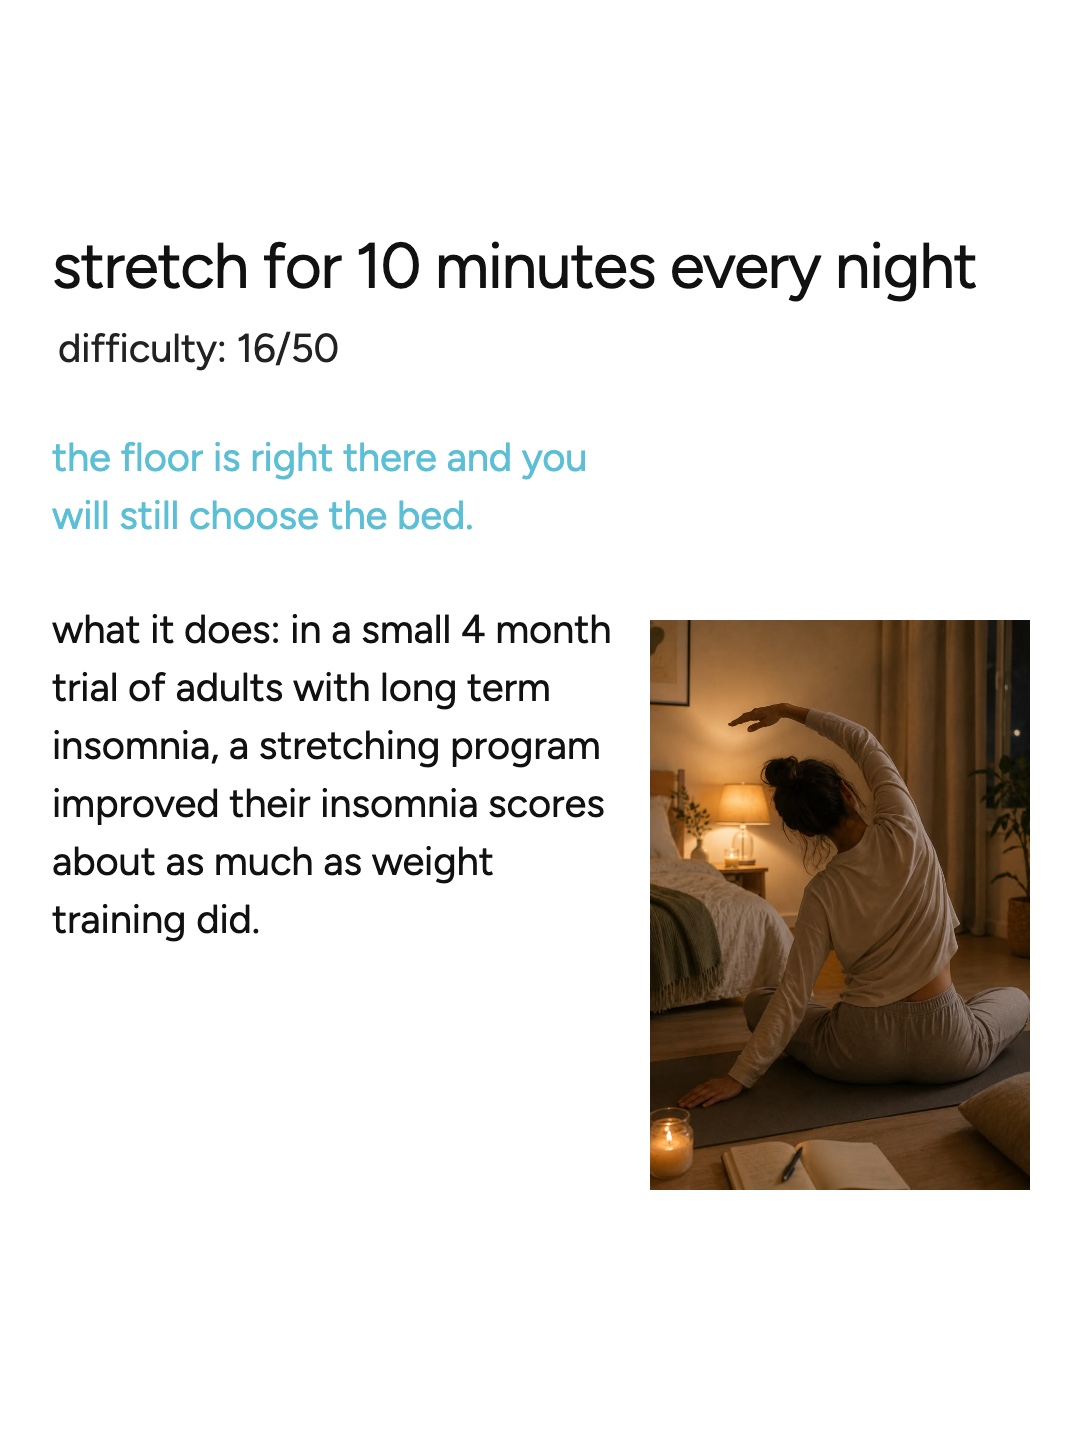 stretch for 10 minutes every night
difficulty: 16/50
the floor is right there and you
will still choose the bed.
what it does: in a small 4 month
trial of adults with long term
insomnia, a stretching program
improved their insomnia scores
about as much as weight
training did.